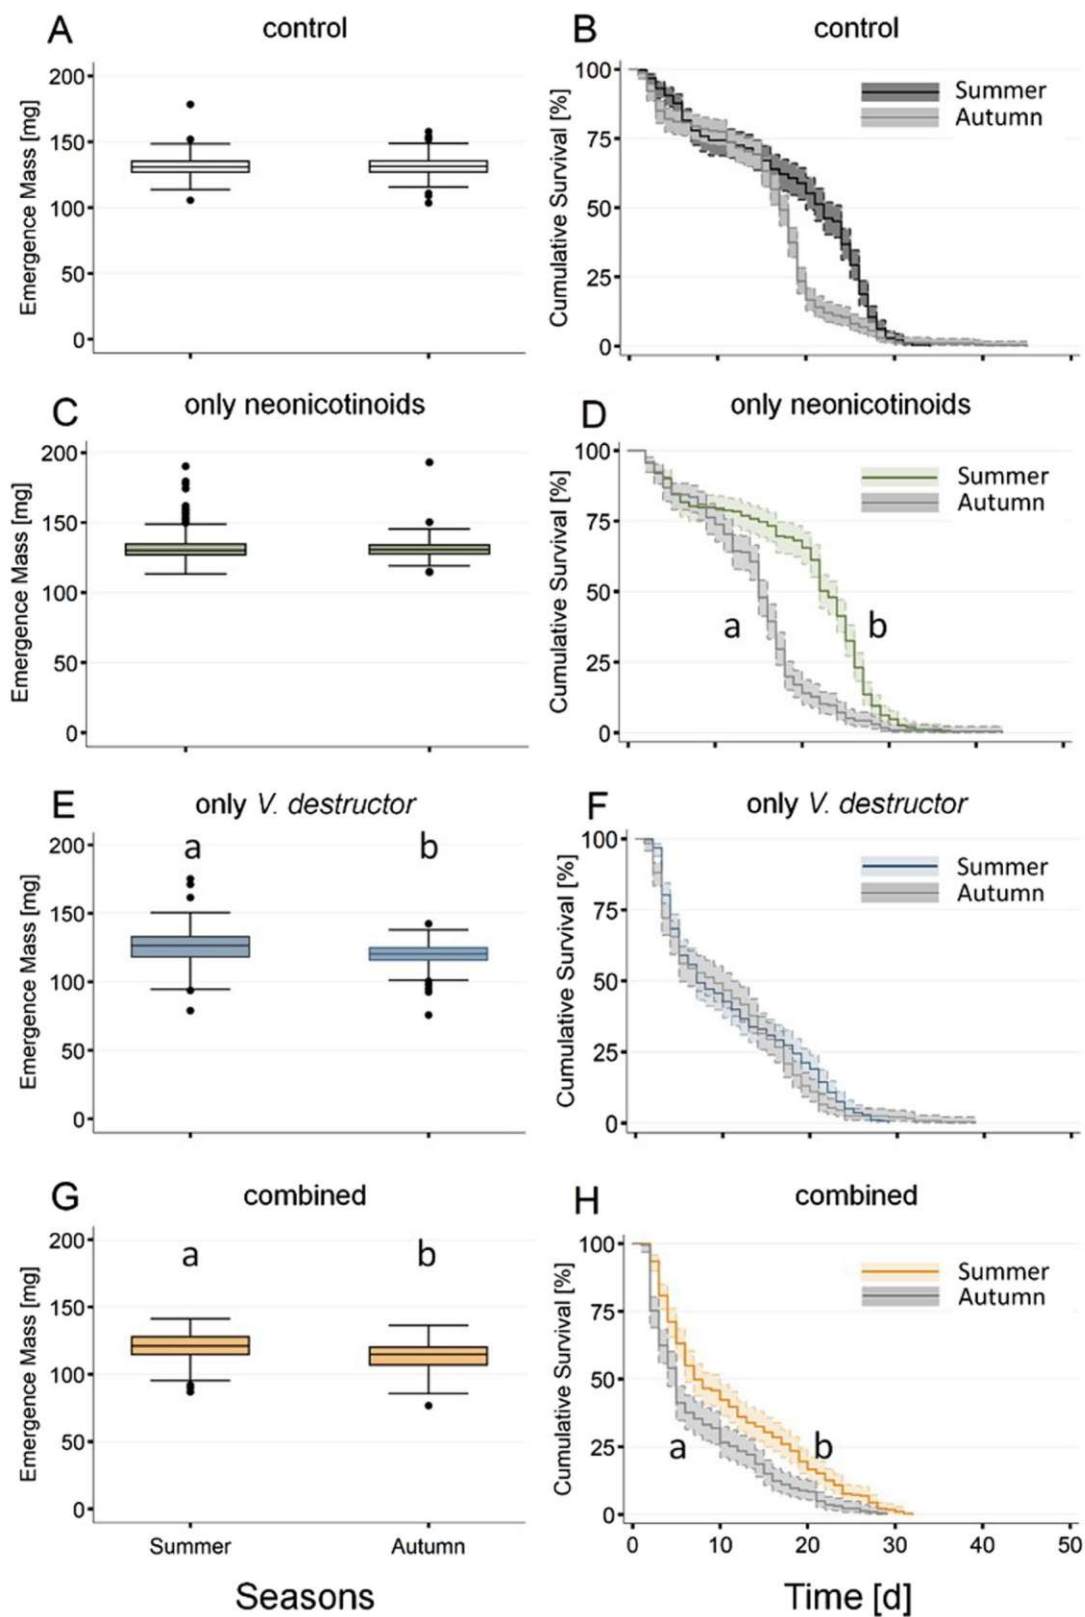 A control
Emergence Mass [mg]
200
150
100
50
0
B control
Cumulative Survival [%]
100
75
50
25
0
Summer
Autumn
C only neonicotinoids
Emergence Mass [mg]
200
150
100
50
0
D only neonicotinoids
Cumulative Survival [%]
100
75
50
25
0
Summer
Autumn
a b
E only V. destructor
Emergence Mass [mg]
200
150
100
50
0
a b
F only V. destructor
Cumulative Survival [%]
100
75
50
25
0
Summer
Autumn
G combined
Emergence Mass [mg]
200
150
100
50
0
a b
Summer Autumn
Seasons
H combined
Cumulative Survival [%]
100
75
50
25
0
Summer
Autumn
a b
0 10 20 30 40 50
Time [d]